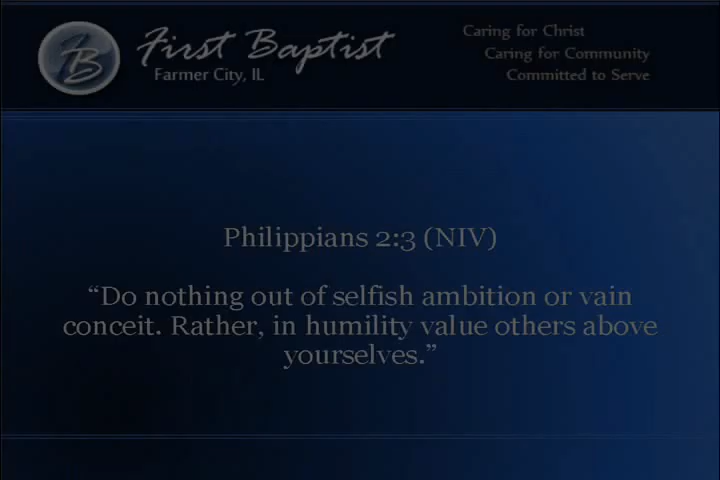 First Baptist
Farmer City, IL
Caring for Christ
Caring for Community
Committed to Serve
FB
Philippians 2:3 (NIV)
“Do nothing out of selfish ambition or vain
conceit. Rather, in humility value others above
yourselves.”